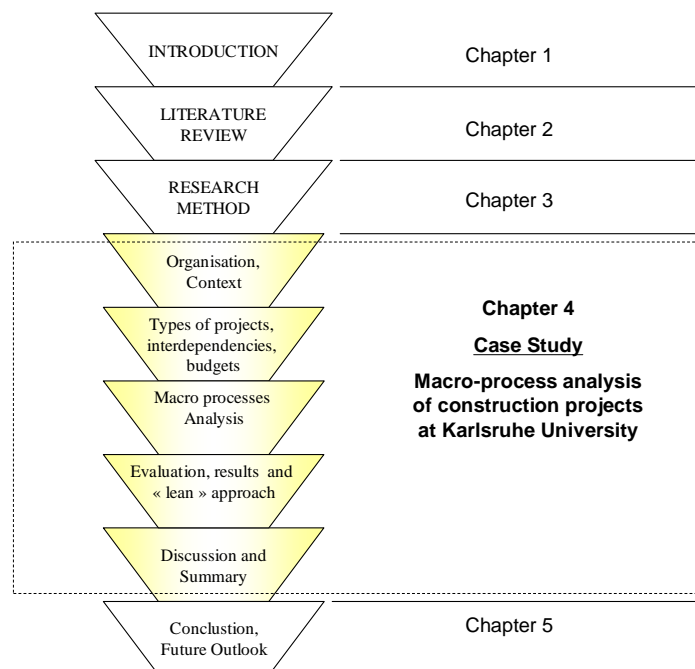 INTRODUCTION
Chapter 1
LITERATURE
REVIEW
Chapter 2
RESEARCH
METHOD
Chapter 3
Organisation,
Context
Types of projects,
interdependencies,
budgets
Macro processes
Analysis
Evaluation, results and
« lean » approach
Discussion and
Summary
Chapter 4
Case Study
Macro-process analysis
of construction projects
at Karlsruhe University
Conclustion,
Future Outlook
Chapter 5